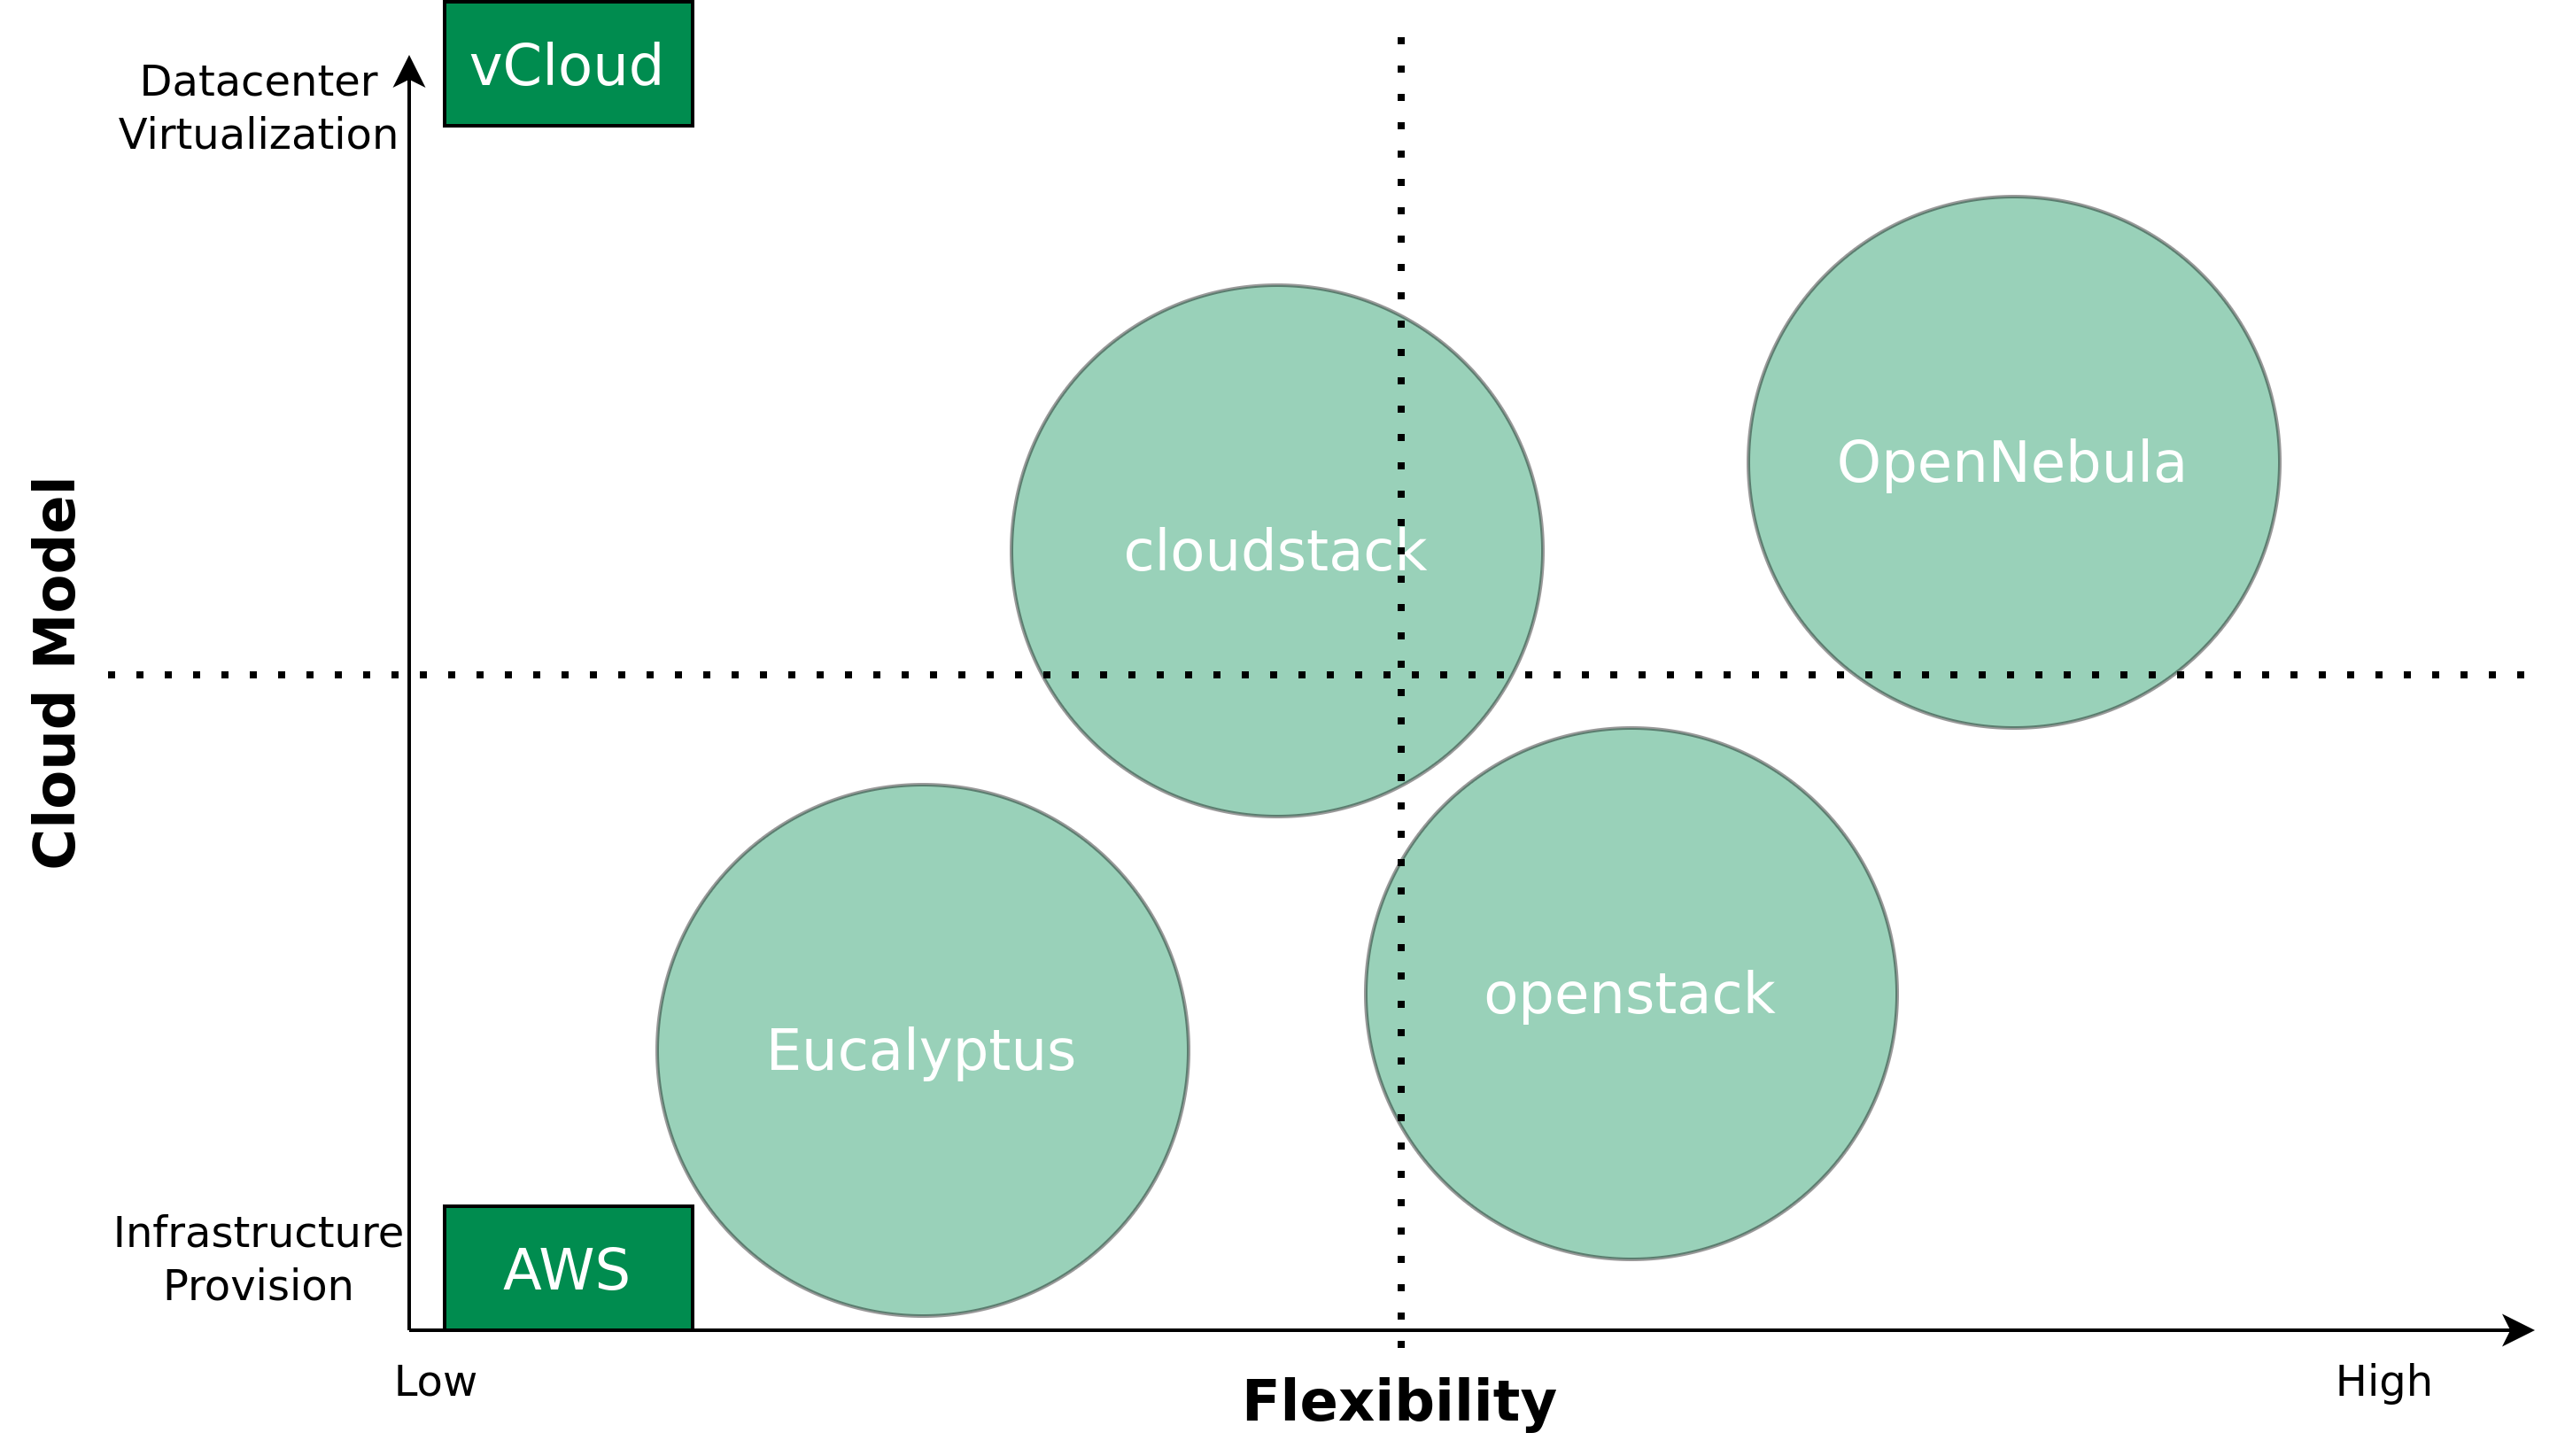 vCloud
Datacenter
Virtualization
OpenNebula
cloudstack
Cloud Model
openstack
Eucalyptus
Infrastructure
Provision
AWS
Low
Flexibility
High